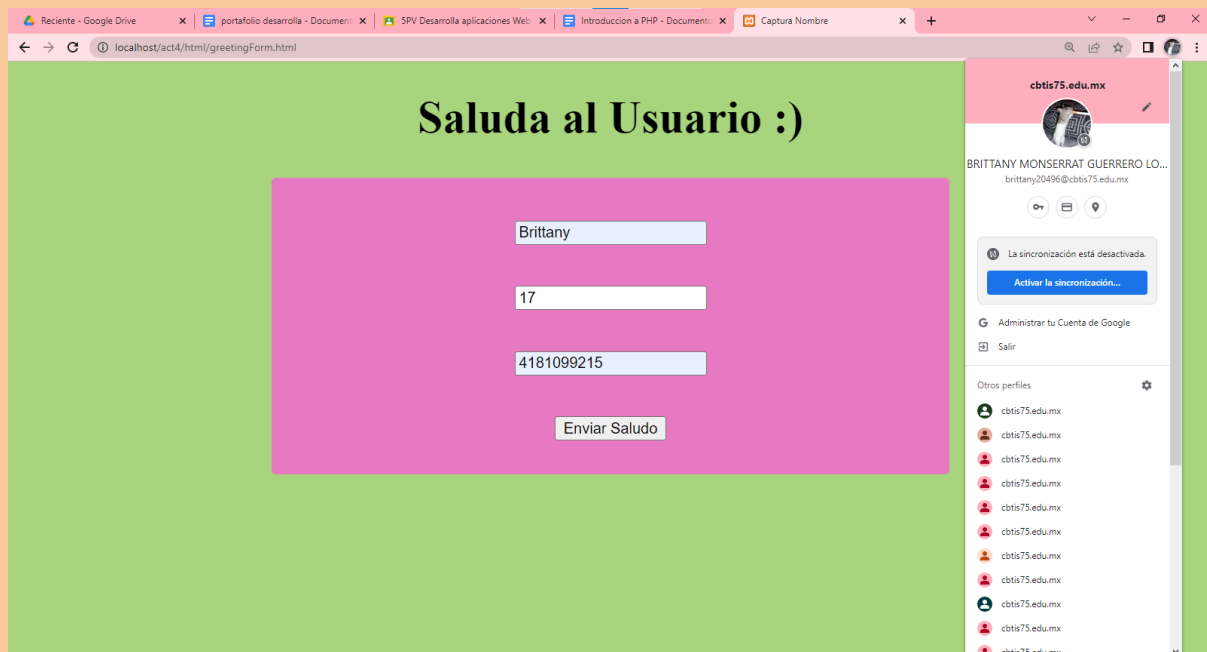 Reciente - Google Drive
portafolio desarrolla - Document
5PV Desarrolla aplicaciones Web
Introduccion a PHP - Documento
Captura Nombre
localhost/act4/html/greetingForm.html
Saluda al Usuario :)
Brittany
17
4181099215
Enviar Saludo
cbtis75.edu.mx
BRITTANY MONSERRAT GUERRERO LO...
brittany20496@cbtis75.edu.mx
La sincronización está desactivada.
Activar la sincronización...
Administrar tu Cuenta de Google
Salir
Otros perfiles
cbtis75.edu.mx
cbtis75.edu.mx
cbtis75.edu.mx
cbtis75.edu.mx
cbtis75.edu.mx
cbtis75.edu.mx
cbtis75.edu.mx
cbtis75.edu.mx
cbtis75.edu.mx
cbtis75.edu.mx
cbtis75.edu.mx